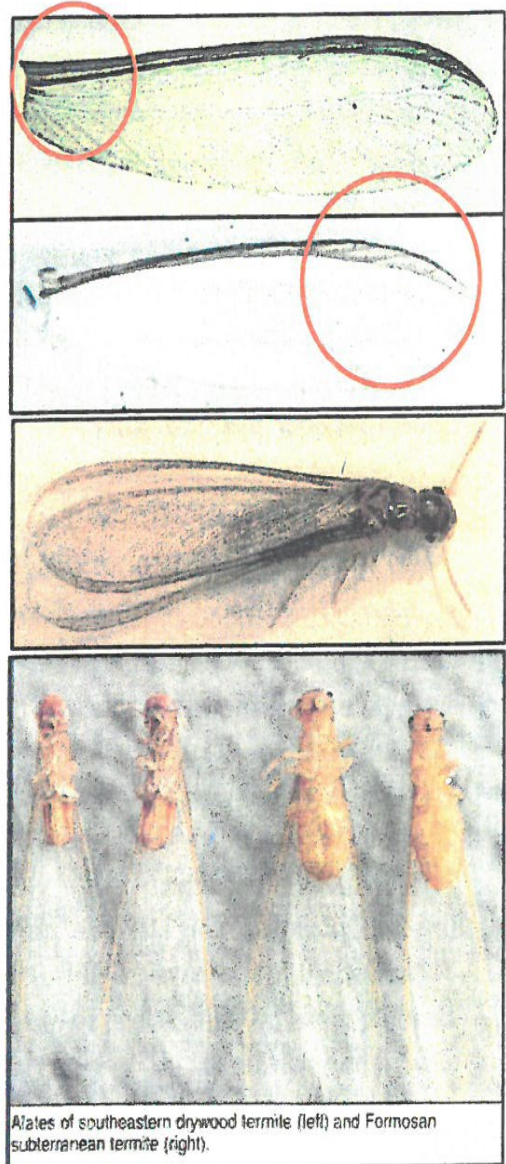 Alates of southeastern drywood termite (left) and Formosan
subterranean termite (right).